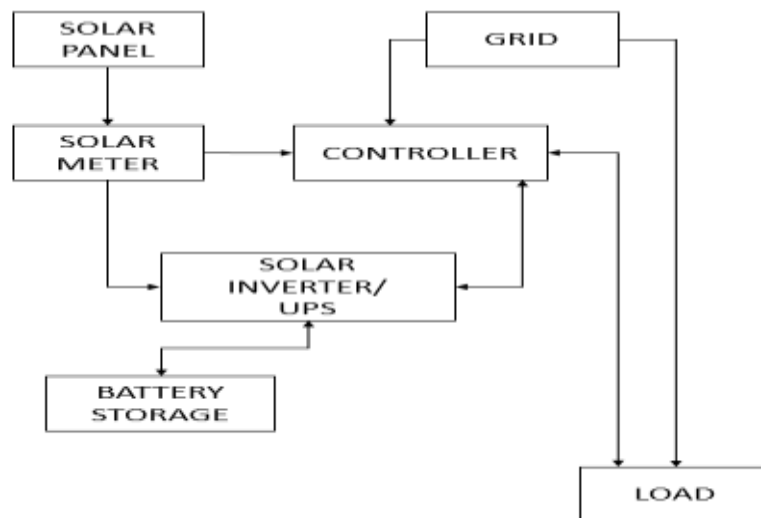 SOLAR
PANEL
GRID
SOLAR
METER
CONTROLLER
SOLAR
INVERTER/
UPS
BATTERY
STORAGE
LOAD